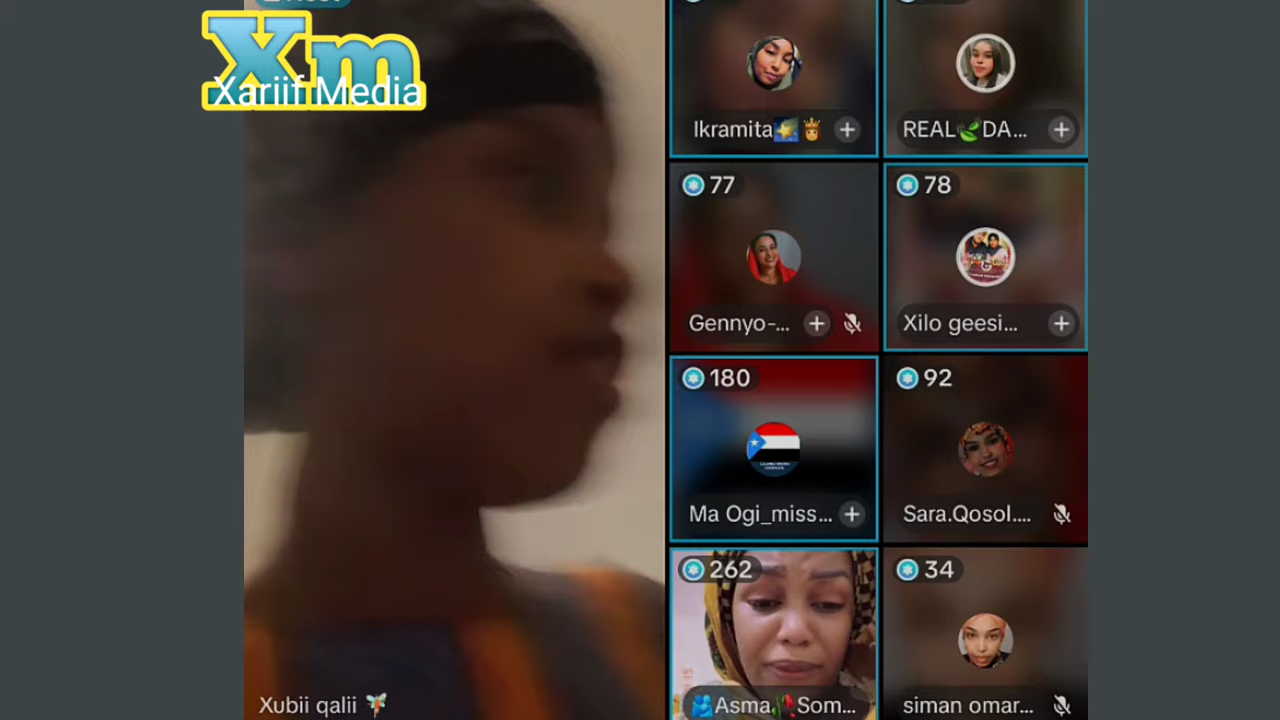 Xm
Xariif Media
Ikramita
REAL DA...
77
78
Gennyo-...
Xilo geesi...
180
92
Ma Ogi_miss...
Sara.Qosol....
262
34
Xubii qalii
Asma Som...
siman omar...